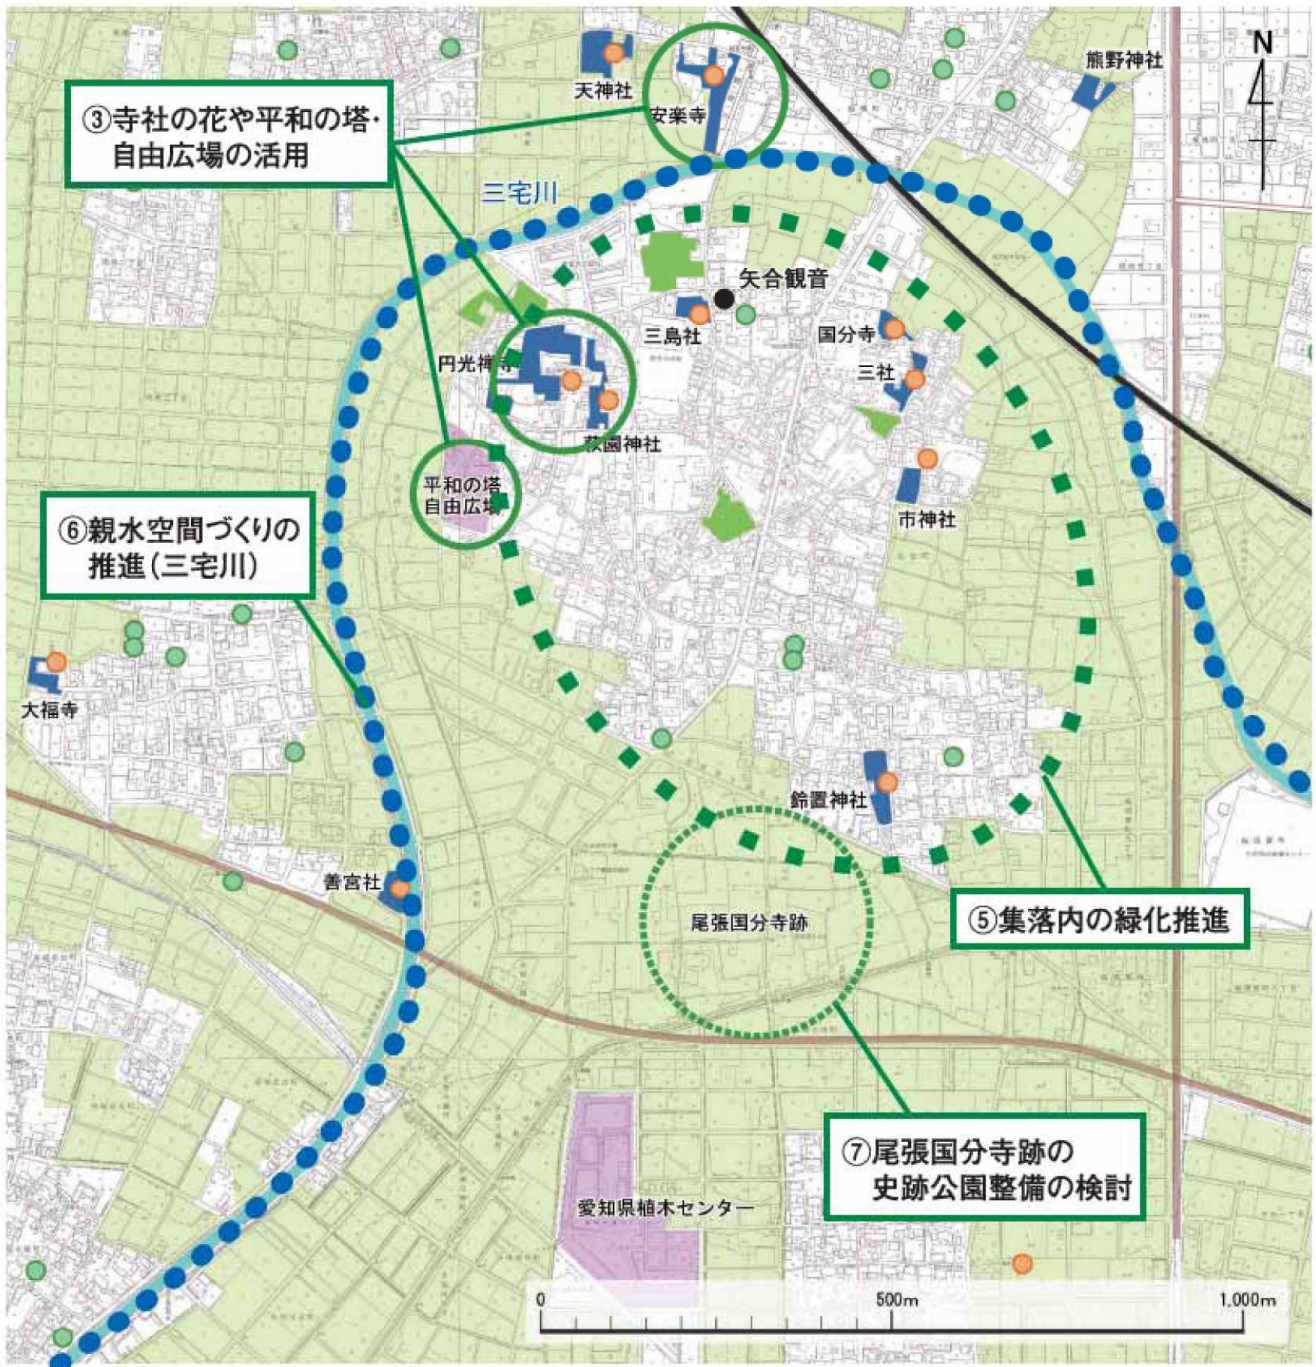 N
熊野神社
天神社
安楽寺
③寺社の花や平和の塔・
自由広場の活用
三宅川
矢合観音
三島社
国分寺
円光禅寺
三社
萩園神社
平和の塔
自由広場
市神社
⑥親水空間づくりの
推進(三宅川)
大福寺
鈴置神社
善宮社
尾張国分寺跡
⑤集落内の緑化推進
⑦尾張国分寺跡の
史跡公園整備の検討
愛知県植木センター
0
500m
1.000m